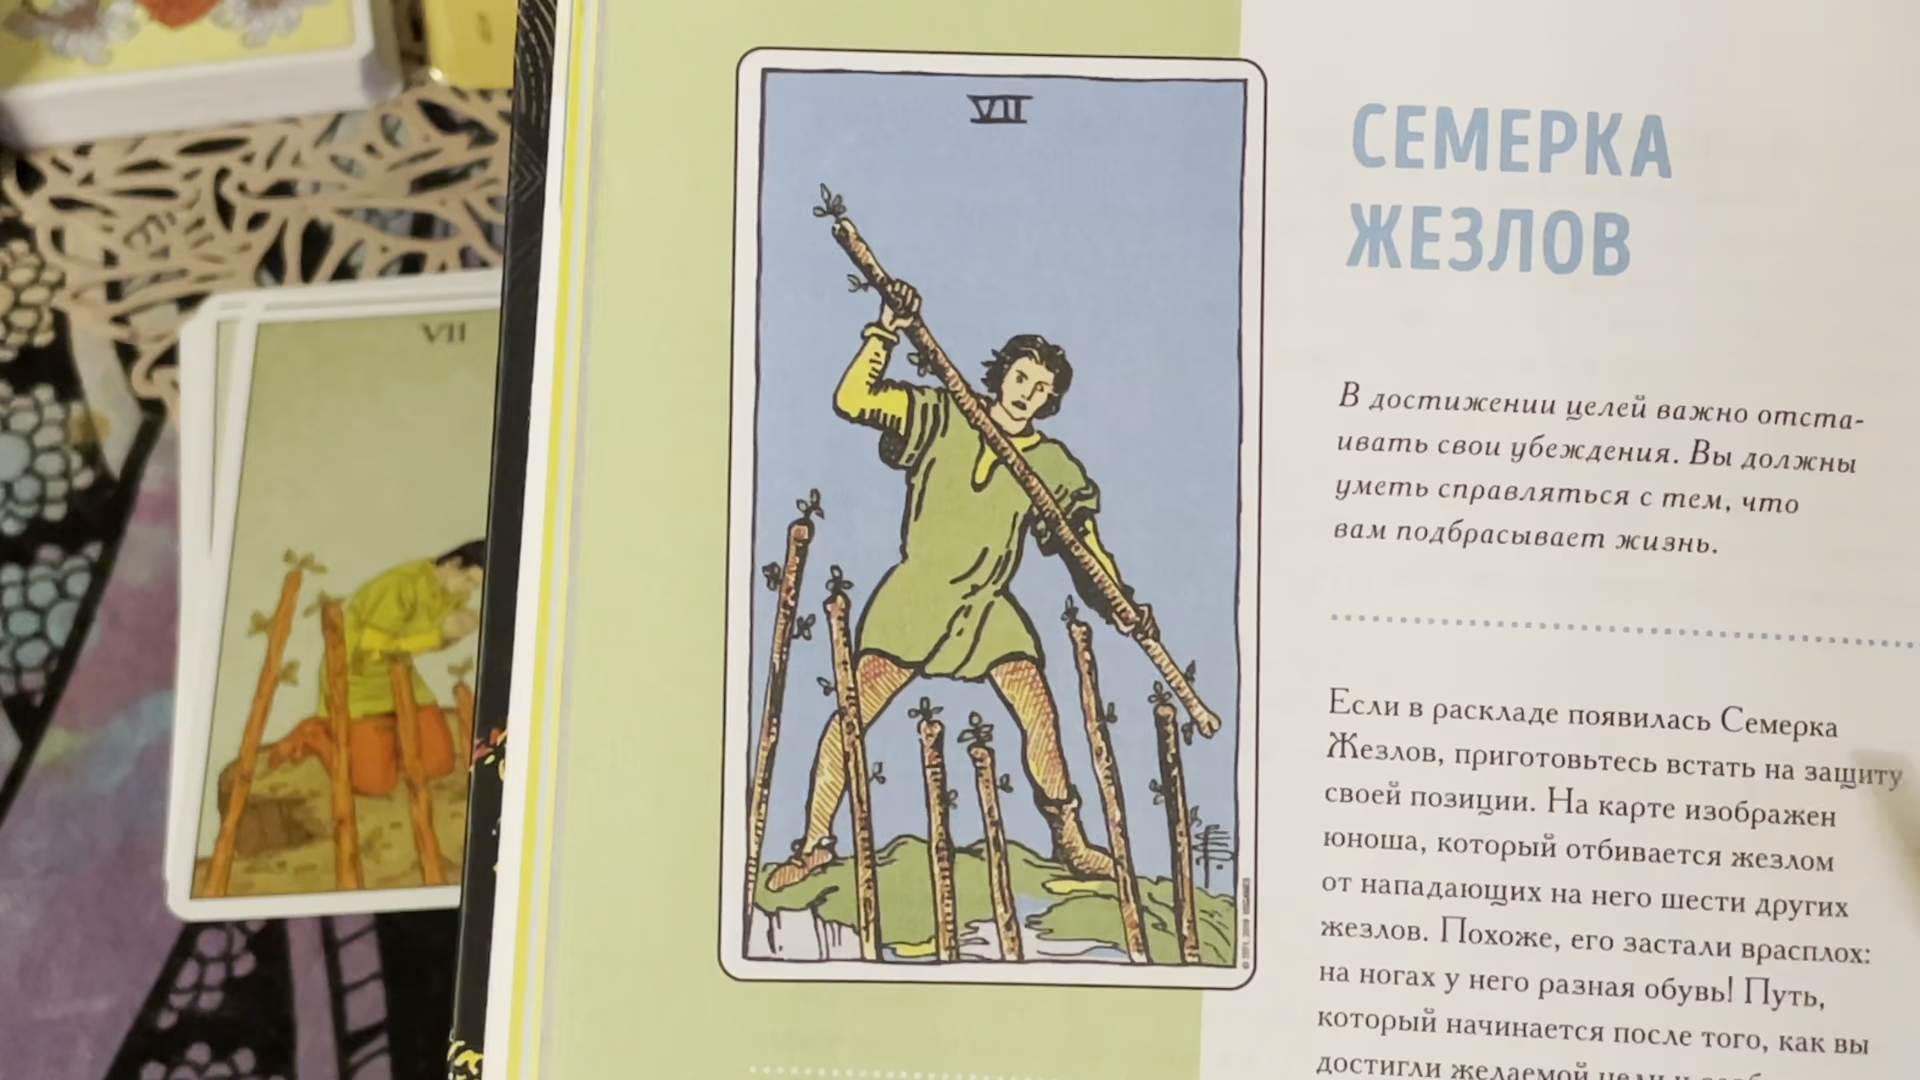 VII
VII
СЕМЕРКА
ЖЕЗЛОВ
В достижении целей важно отста-
ивать свои убеждения. Вы должны
уметь справляться с тем, что
вам подбрасывает жизнь.
Если в раскладе появилась Семерка
Жезлов, приготовьтесь встать на защиту
своей позиции. На карте изображен
юноша, который отбивается жезлом
от нападающих на него шести других
жезлов. Похоже, его застали врасплох:
на ногах у него разная обувь! Путь,
который начинается после того, как вы
достигли желаемой цели и